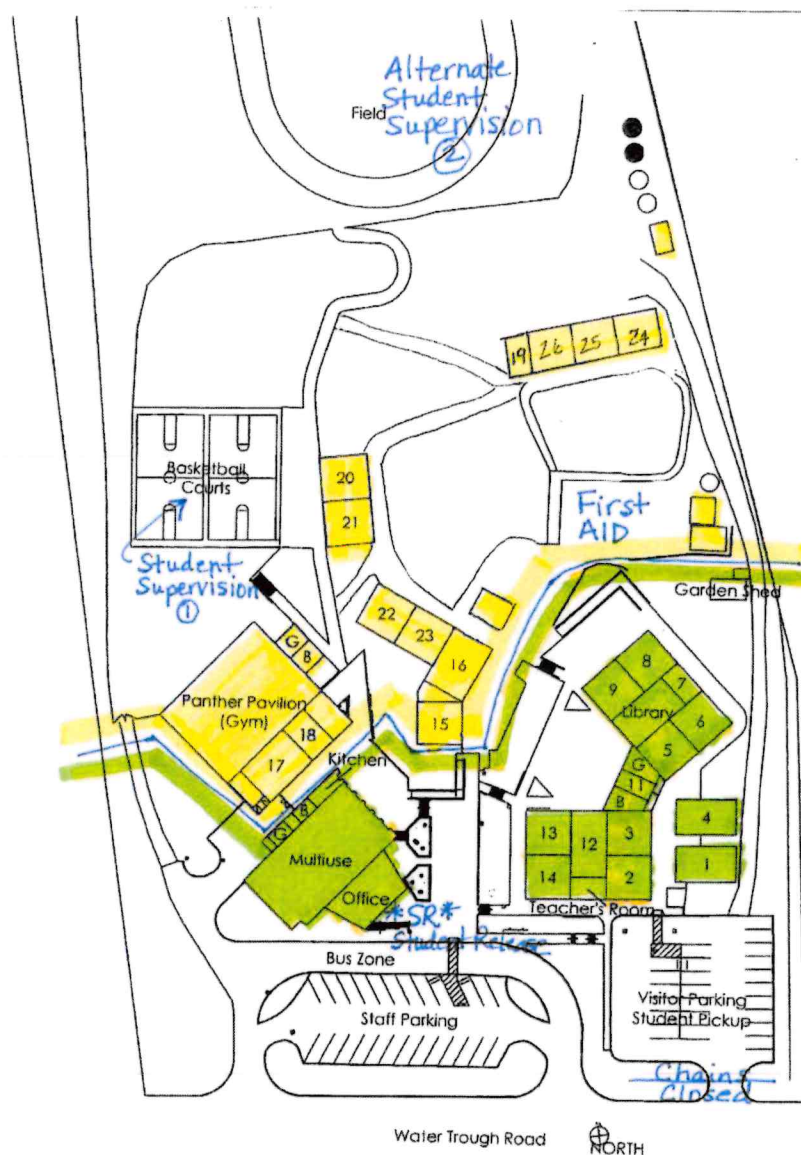 Alternate
Student
Supervision
2
Field
19 26 25 24
20
21
Basketball
Courts
First
AID
Student
Supervision
1
Garden Shed
22
23
16
15
G
B
Panther Pavilion
(Gym)
18
17
Kitchen
8
9
7
Library
6
5
G
11
B
B
G
Multiuse
Office
13
12
3
14
2
4
1
*SR*
Student Release
Teacher's Room
Bus Zone
Staff Parking
Visitor Parking
Student Pickup
Chains
Closed
Water Trough Road
NORTH